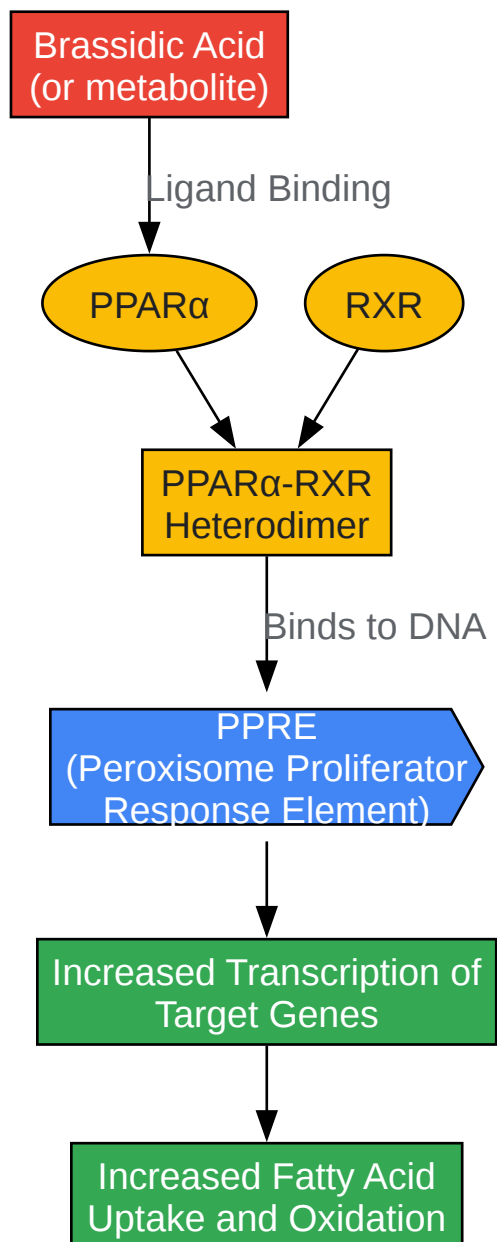 Brassidic Acid
(or metabolite)
Ligand Binding
PPARα
RXR
PPARα-RXR
Heterodimer
Binds to DNA
PPRE
(Peroxisome Proliferator
Response Element)
Increased Transcription of
Target Genes
Increased Fatty Acid
Uptake and Oxidation